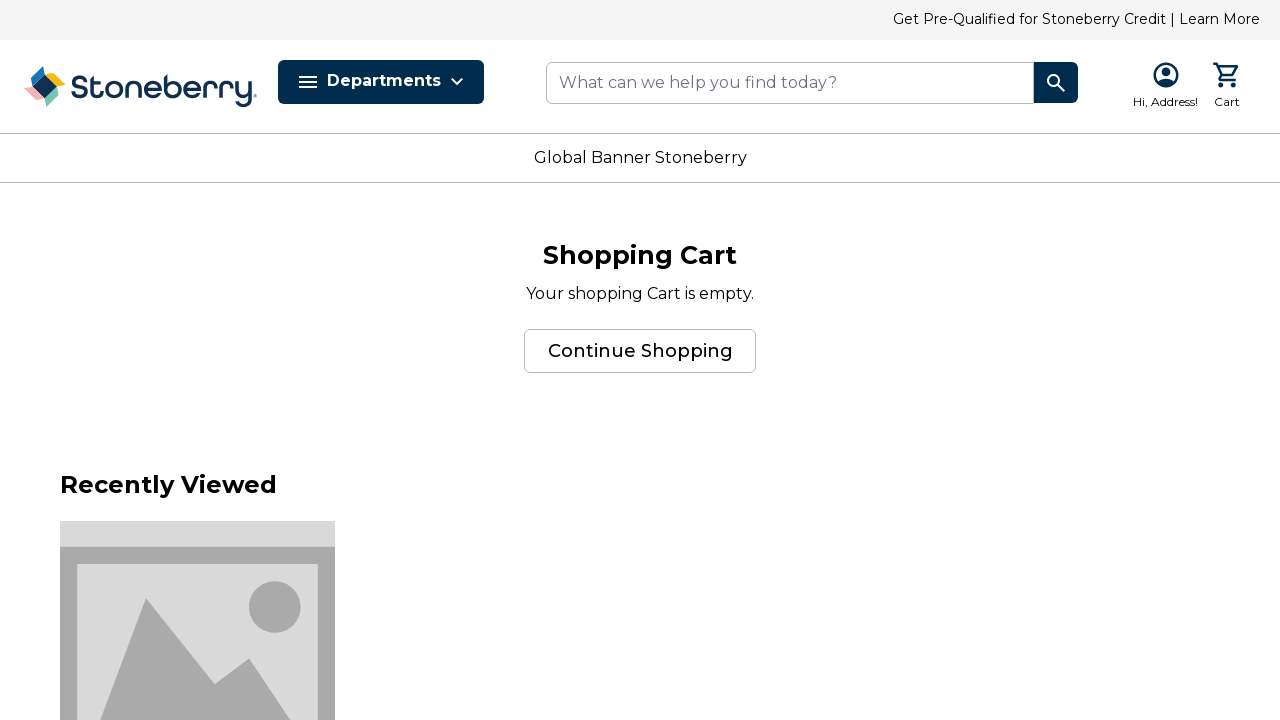 Get Pre-Qualified for Stoneberry Credit | Learn More
Stoneberry®
Departments
What can we help you find today?
Hi, Address!
Cart
Global Banner Stoneberry
Shopping Cart
Your shopping Cart is empty.
Continue Shopping
Recently Viewed